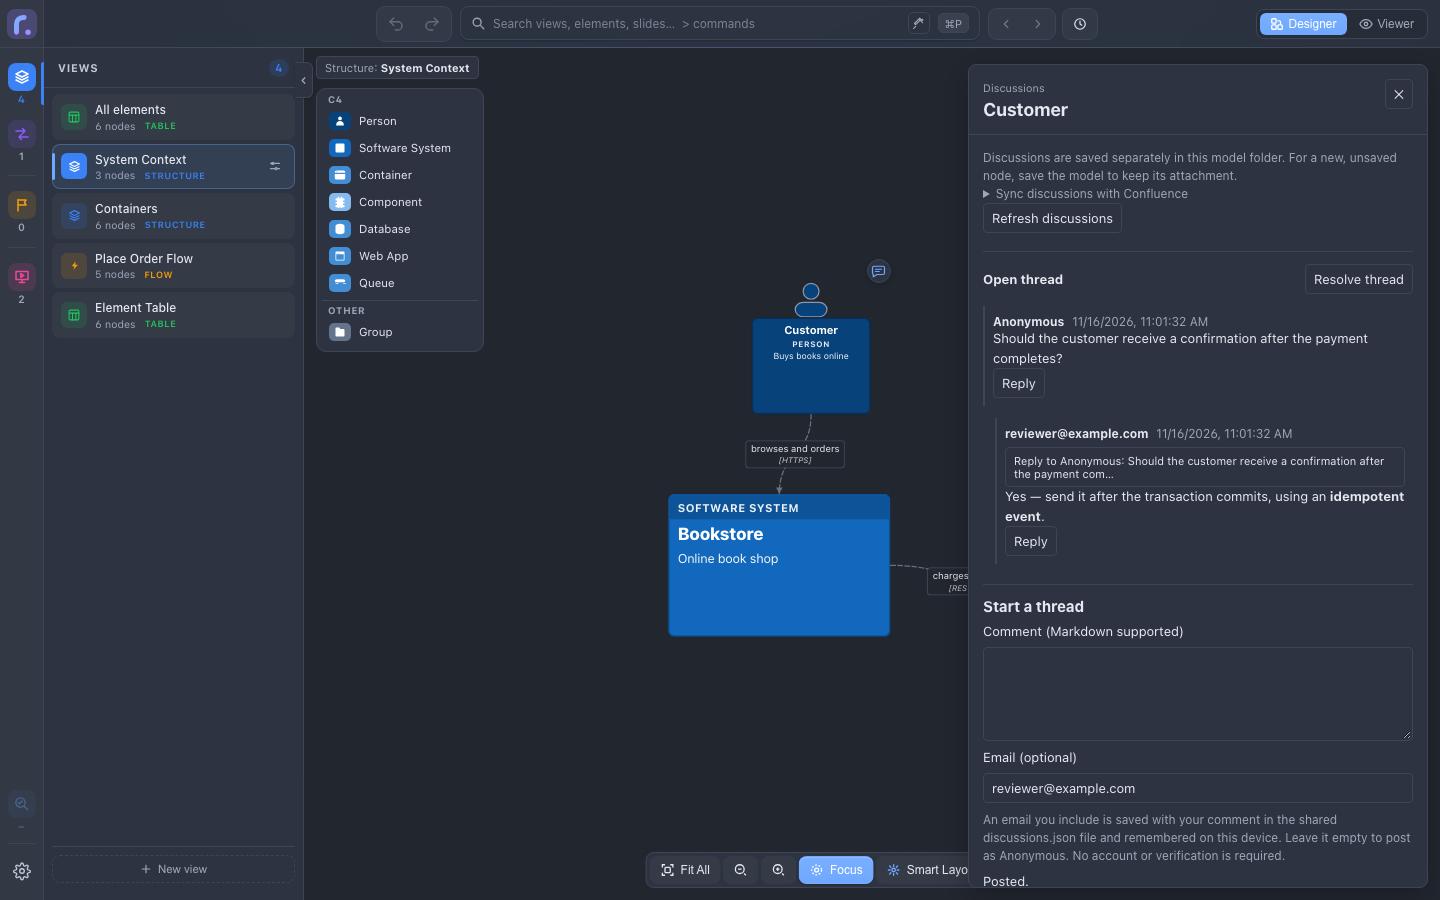 Search views, elements, slides... > commands
⌘P
Designer
Viewer
4
1
0
2
–
VIEWS
4
All elements
6 nodes TABLE
System Context
3 nodes STRUCTURE
Containers
6 nodes STRUCTURE
Place Order Flow
5 nodes FLOW
Element Table
6 nodes TABLE
+ New view
Structure: System Context
C4
Person
Software System
Container
Component
Database
Web App
Queue
OTHER
Group
Customer
PERSON
Buys books online
browses and orders
[HTTPS]
SOFTWARE SYSTEM
Bookstore
Online book shop
charges
[RES
Fit All
Focus
Smart Layo
Discussions
Customer
Discussions are saved separately in this model folder. For a new, unsaved
node, save the model to keep its attachment.
Sync discussions with Confluence
Refresh discussions
Open thread
Resolve thread
Anonymous 11/16/2026, 11:01:32 AM
Should the customer receive a confirmation after the payment
completes?
Reply
reviewer@example.com 11/16/2026, 11:01:32 AM
Reply to Anonymous: Should the customer receive a confirmation after
the payment com...
Yes — send it after the transaction commits, using an idempotent
event.
Reply
Start a thread
Comment (Markdown supported)
Email (optional)
reviewer@example.com
An email you include is saved with your comment in the shared
discussions.json file and remembered on this device. Leave it empty to post
as Anonymous. No account or verification is required.
Posted.